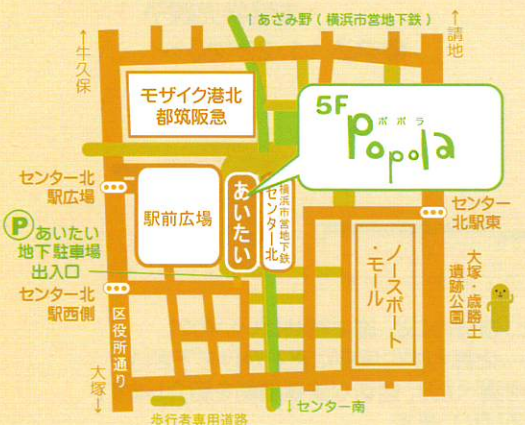 ↑あざみ野(横浜市営地下鉄)
↑請地
↑牛久保
モザイク港北
都筑阪急
5F
ポポラ
Popola
センター北
駅広場
駅前広場
あいたい
横浜市営地下鉄
センター北
センター
北駅東
P あいたい
地下駐車場
出入口
センター北
駅西側
ノースポート
・モール
大塚・歳勝土
遺跡公園
区役所通り
大塚↓
↓センター南
歩行者専用道路